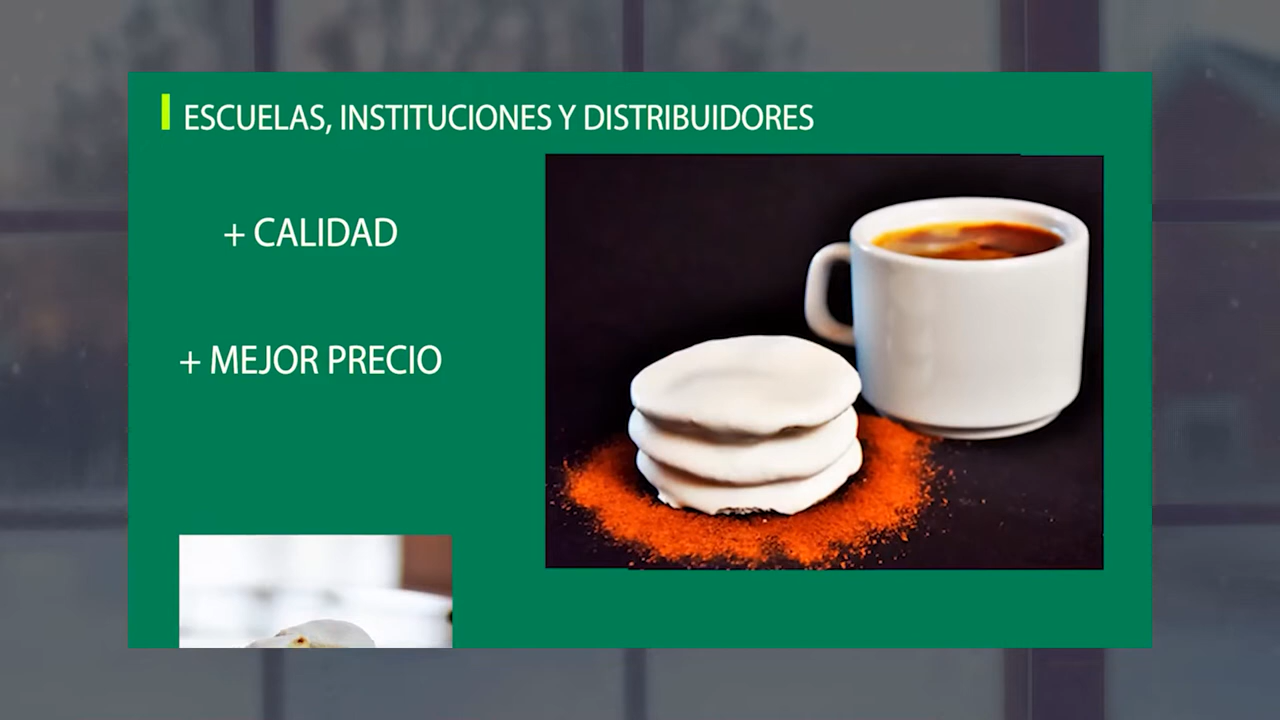 ESCUELAS, INSTITUCIONES Y DISTRIBUIDORES
+ CALIDAD
+ MEJOR PRECIO